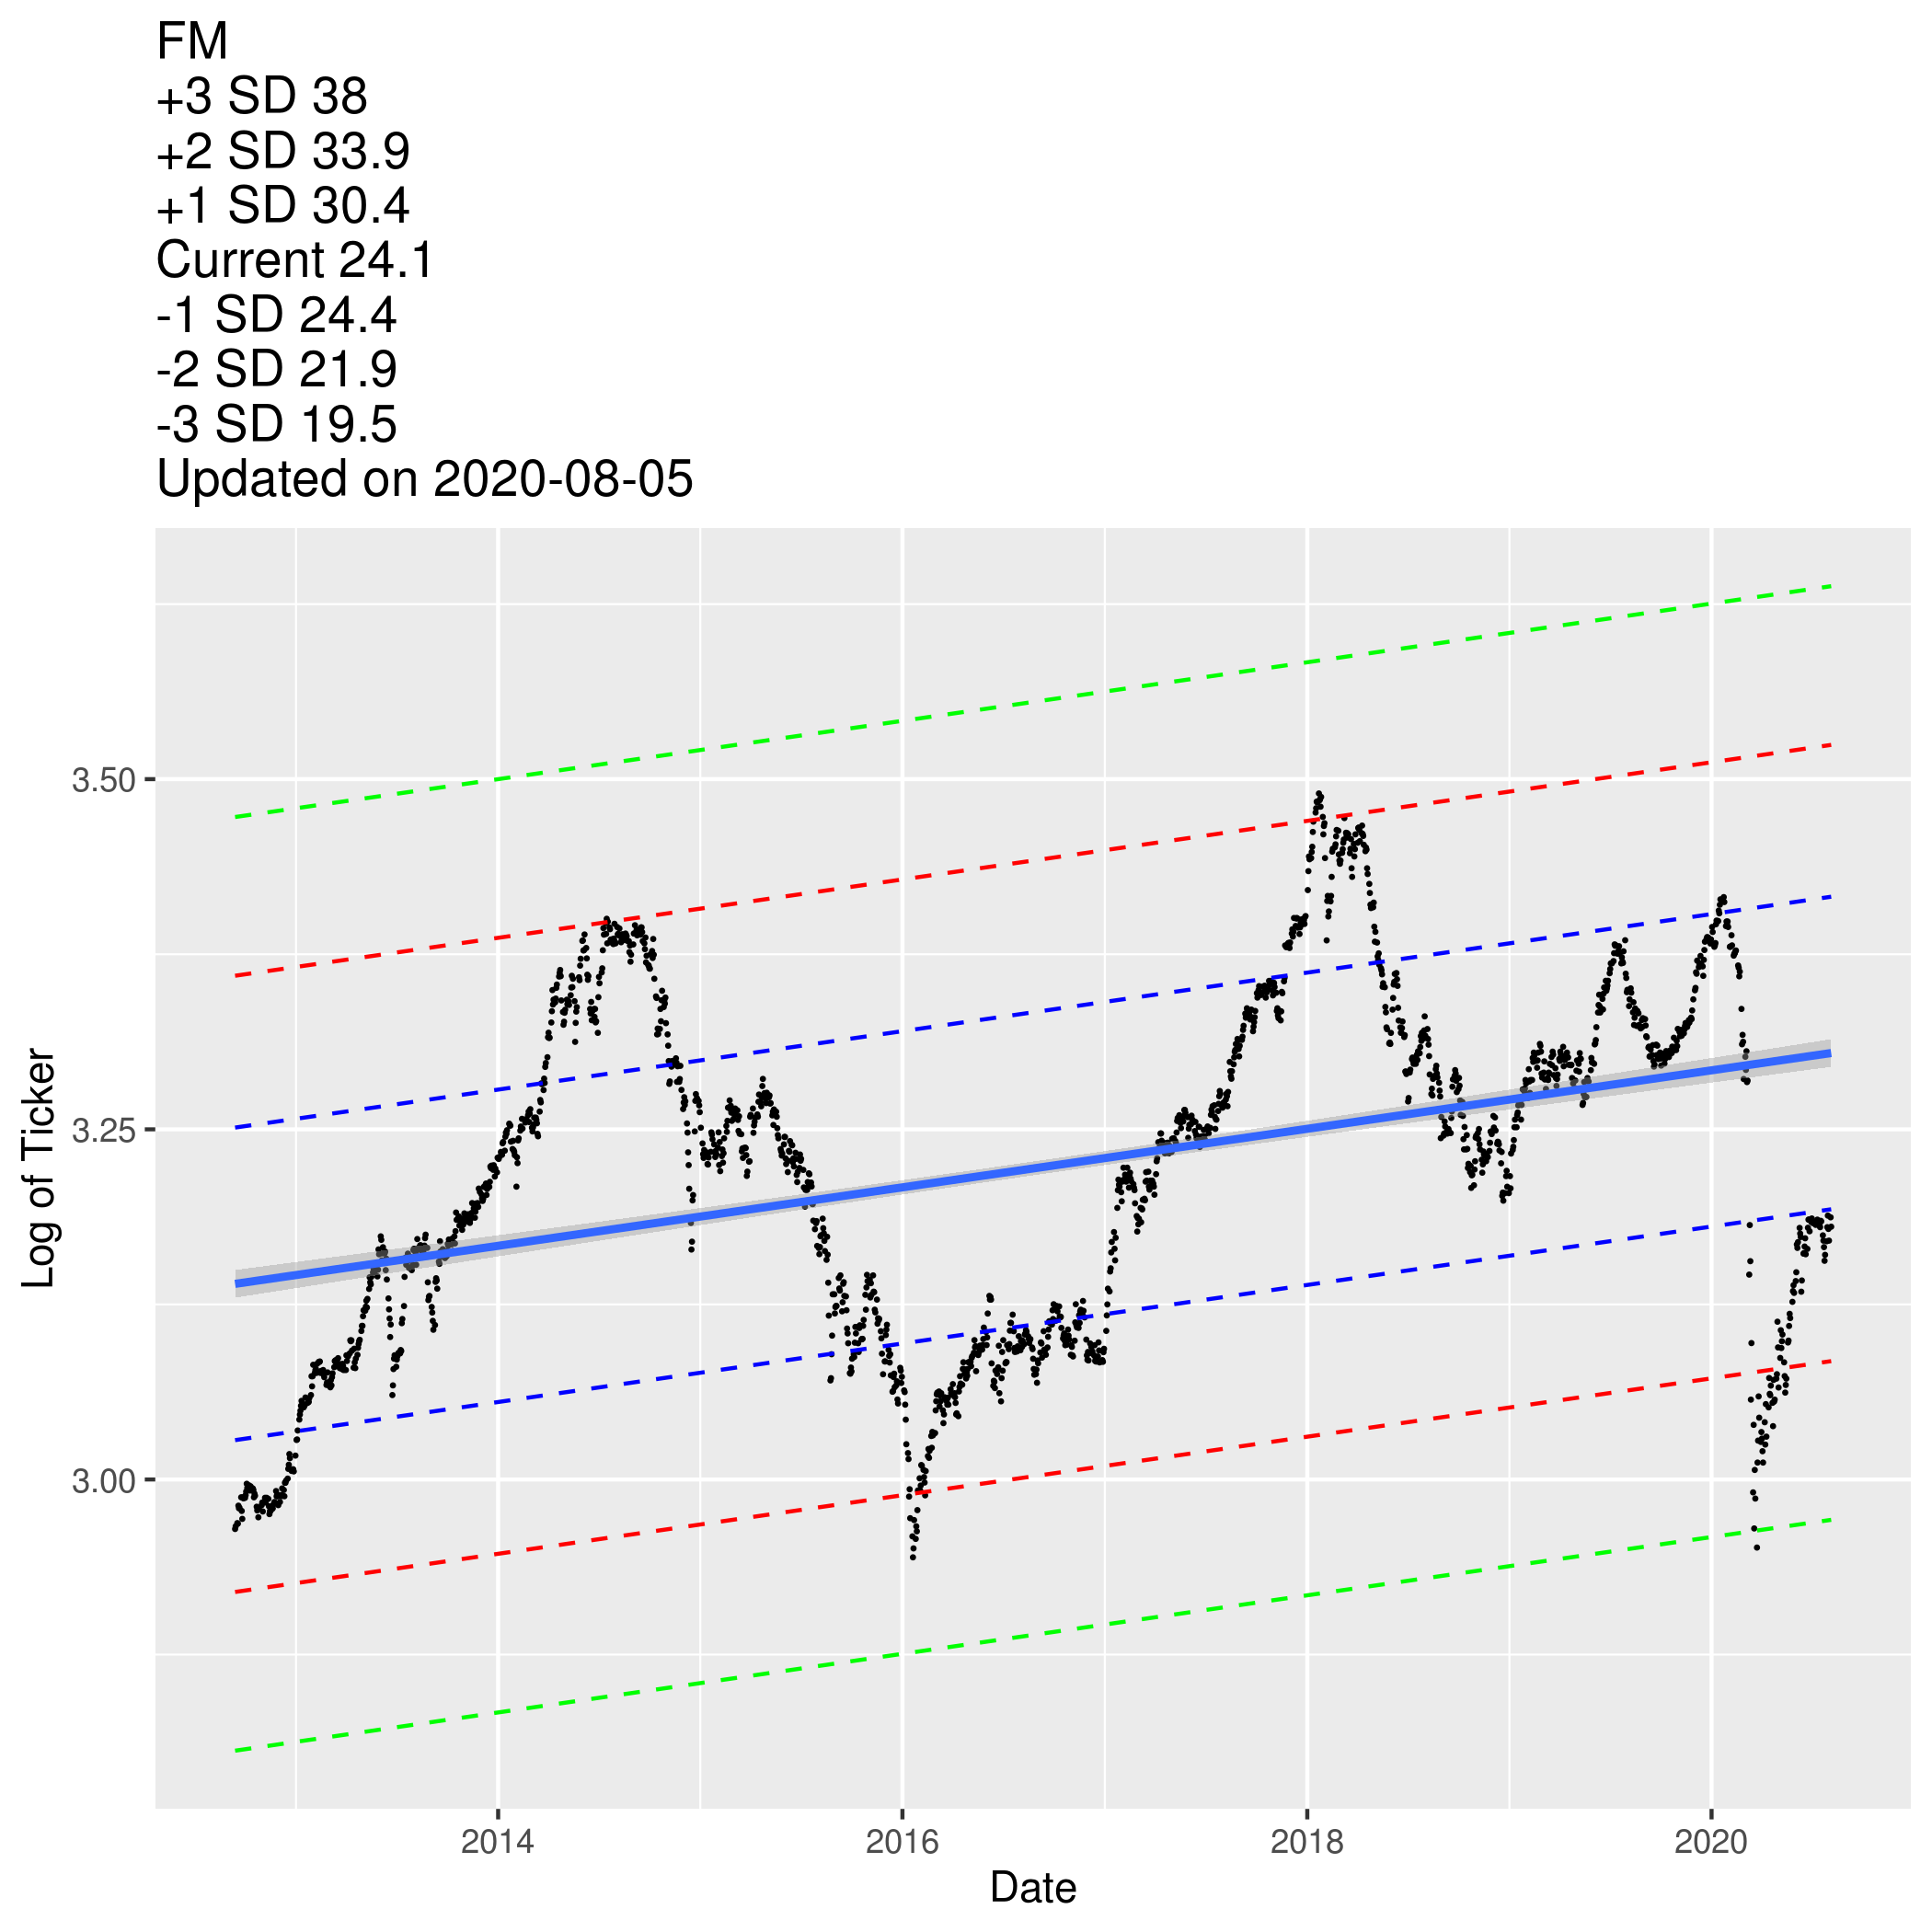 FM
+3 SD 38
+2 SD 33.9
+1 SD 30.4
Current 24.1
-1 SD 24.4
-2 SD 21.9
-3 SD 19.5
Updated on 2020-08-05
3.50
3.25
3.00
Log of Ticker
2014
2016
2018
2020
Date